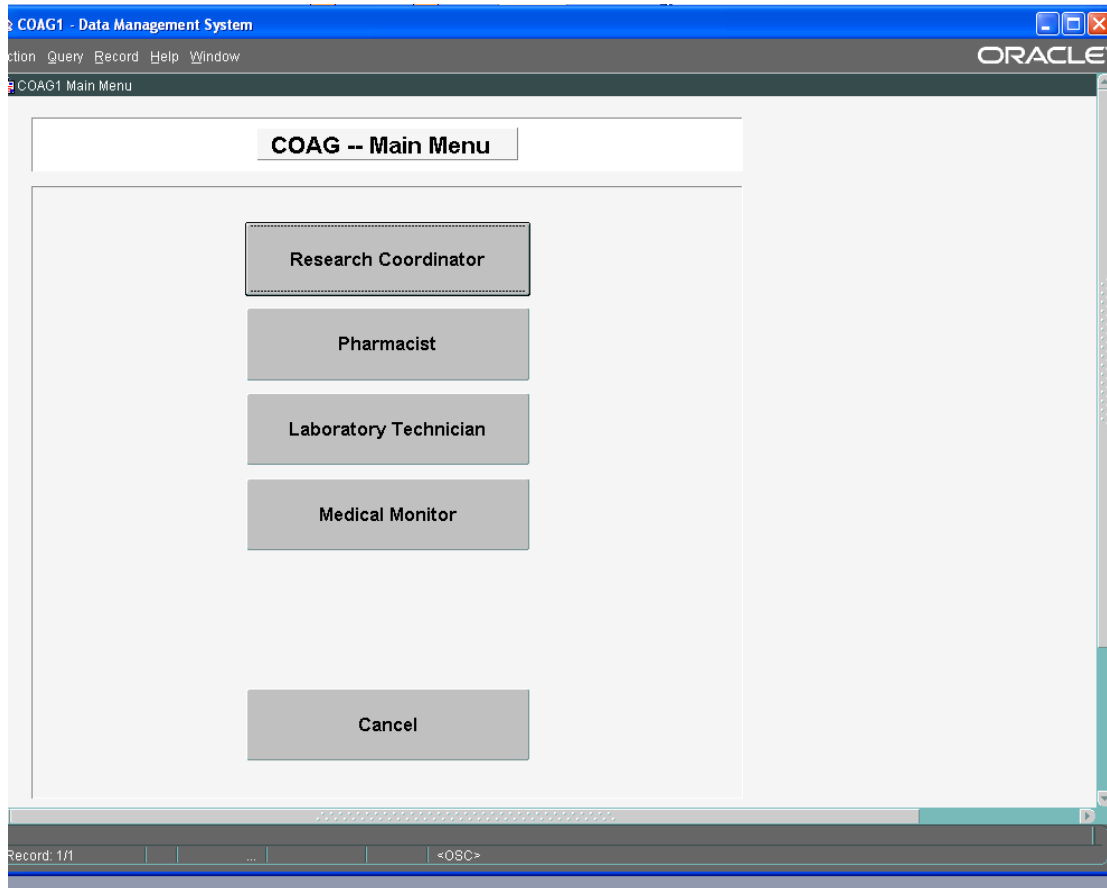 COAG1 - Data Management System
ction Query Record Help Window
ORACLE
COAG1 Main Menu
COAG -- Main Menu
Research Coordinator
Pharmacist
Laboratory Technician
Medical Monitor
Cancel
Record: 1/1 ... <OSC>